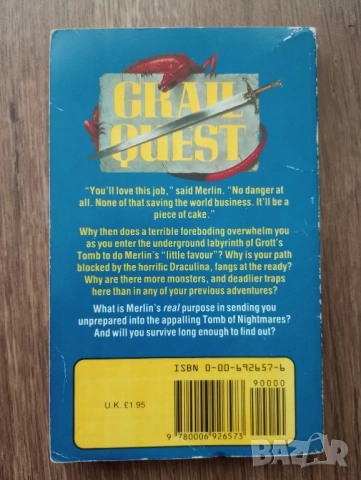 GRAIL
QUEST
“You'll love this job,” said Merlin. “No danger at
all. None of that saving the world business. It'll be a
piece of cake.”
Why then does a terrible foreboding overwhelm you
as you enter the underground labyrinth of Grott's
Tomb to do Merlin's “little favour”? Why is your path
blocked by the horrific Draculina, fangs at the ready?
Why are there more monsters, and deadlier traps
here than in any of your previous adventures?
What is Merlin's real purpose in sending you
unprepared into the appalling Tomb of Nightmares?
And will you survive long enough to find out?
ISBN 0-00-692657-6
90000
U.K. £1.95
9 780006 926573
BAZAR
bg